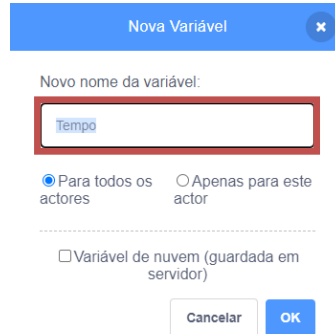 Nova Variável
Novo nome da variável:
Tempo
Para todos os Apenas para este
actores actor
Variável de nuvem (guardada em
servidor)
Cancelar OK